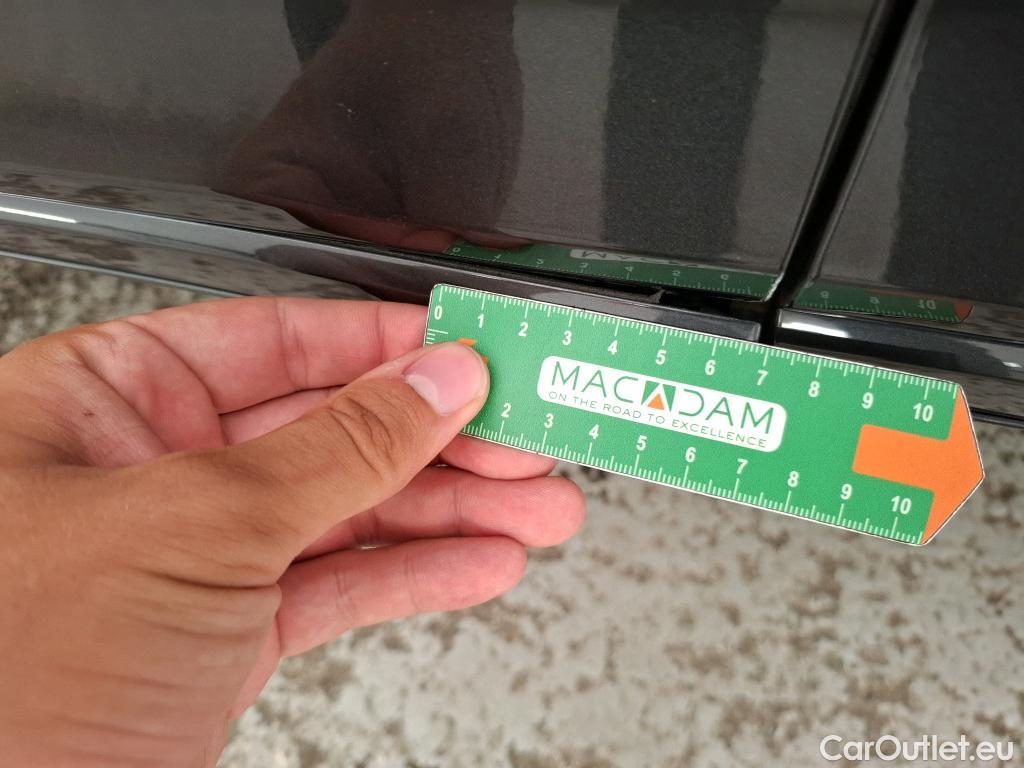 0 1 2 3 4 5 6 7 8 9 10
MACADAM
ON THE ROAD TO EXCELLENCE
2 3 4 5 6 7 8 9 10
CarOutlet.eu